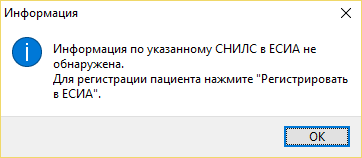 Информация
Информация по указанному СНИЛС в ЕСИА не
обнаружена.
Для регистрации пациента нажмите "Регистрировать
в ЕСИА".
OK